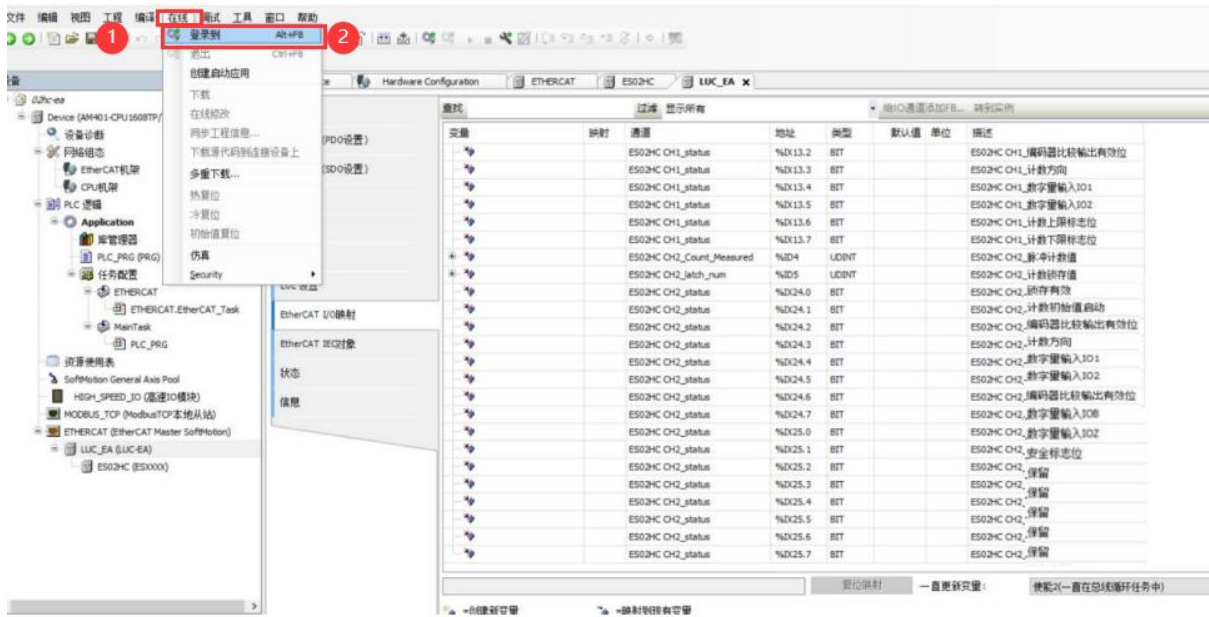 文件 编辑 视图 工程 编译 在线 调试 工具 窗口 帮助
1
登录到 Alt+F8
2
退出 Ctrl+F8
创建启动应用
下载
在线修改
同步工程信息...
下载源代码到连接设备上
多重下载...
热复位
冷复位
初始值复位
仿真
Security
02hc-ea
Device (AM401-CPU1608TP/
设备诊断
网络组态
EtherCAT机架
CPU机架
PLC 逻辑
Application
库管理器
PLC_PRG (PRG)
任务配置
ETHERCAT
ETHERCAT.EtherCAT_Task
MainTask
PLC_PRG
资源使用表
SoftMotion General Axis Pool
HIGH_SPEED_IO (高速IO模块)
MODBUS_TCP (ModbusTCP本地从站)
ETHERCAT (EtherCAT Master SoftMotion)
LUC_EA (LUC-EA)
ES02HC (ESXXXX)
Hardware Configuration ETHERCAT ES02HC LUC_EA x
(PDO设置)
(SDO设置)
EtherCAT I/O映射
EtherCAT IEC对象
状态
信息
查找 过滤 显示所有 给IO通道添加FB... 转到实例
变量 映射 通道 地址 类型 默认值 单位 描述
ES02HC CH1_status %IX13.2 BIT ES02HC CH1_编码器比较输出有效位
ES02HC CH1_status %IX13.3 BIT ES02HC CH1_计数方向
ES02HC CH1_status %IX13.4 BIT ES02HC CH1_数字量输入IO1
ES02HC CH1_status %IX13.5 BIT ES02HC CH1_数字量输入IO2
ES02HC CH1_status %IX13.6 BIT ES02HC CH1_计数上限标志位
ES02HC CH1_status %IX13.7 BIT ES02HC CH1_计数下限标志位
ES02HC CH2_Count_Measured %ID4 UDINT ES02HC CH2_脉冲计数值
ES02HC CH2_latch_num %ID5 UDINT ES02HC CH2_计数锁存值
ES02HC CH2_status %IX24.0 BIT ES02HC CH2_锁存有效
ES02HC CH2_status %IX24.1 BIT ES02HC CH2_计数初始值启动
ES02HC CH2_status %IX24.2 BIT ES02HC CH2_编码器比较输出有效位
ES02HC CH2_status %IX24.3 BIT ES02HC CH2_计数方向
ES02HC CH2_status %IX24.4 BIT ES02HC CH2_数字量输入IO1
ES02HC CH2_status %IX24.5 BIT ES02HC CH2_数字量输入IO2
ES02HC CH2_status %IX24.6 BIT ES02HC CH2_编码器比较输出有效位
ES02HC CH2_status %IX24.7 BIT ES02HC CH2_数字量输入IOB
ES02HC CH2_status %IX25.0 BIT ES02HC CH2_数字量输入IOZ
ES02HC CH2_status %IX25.1 BIT ES02HC CH2_安全标志位
ES02HC CH2_status %IX25.2 BIT ES02HC CH2_保留
ES02HC CH2_status %IX25.3 BIT ES02HC CH2_保留
ES02HC CH2_status %IX25.4 BIT ES02HC CH2_保留
ES02HC CH2_status %IX25.5 BIT ES02HC CH2_保留
ES02HC CH2_status %IX25.6 BIT ES02HC CH2_保留
ES02HC CH2_status %IX25.7 BIT ES02HC CH2_保留
复位映射 一直更新变量: 使能2(一直在总线循环任务中)
=创建新变量 =映射到现有变量